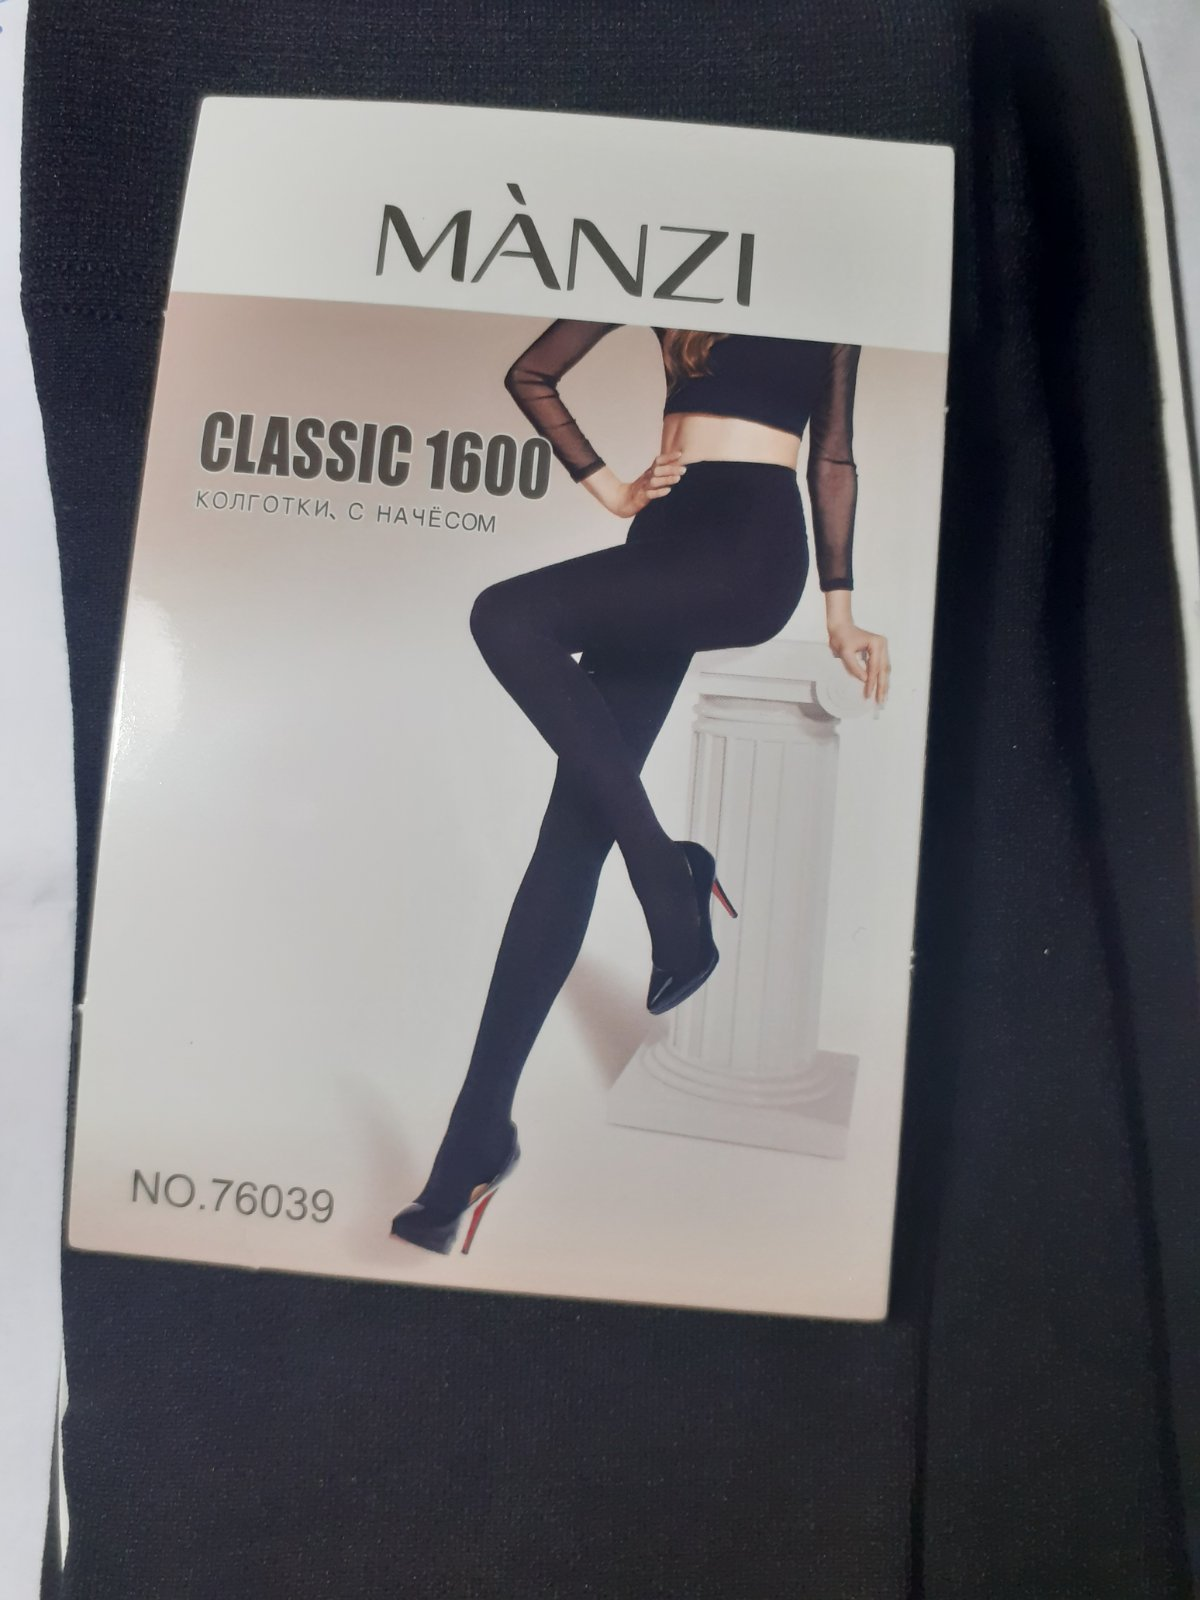 MÀNZI
CLASSIC 1600
КОЛГОТКИ、С НАЧЁСОМ
NO.76039